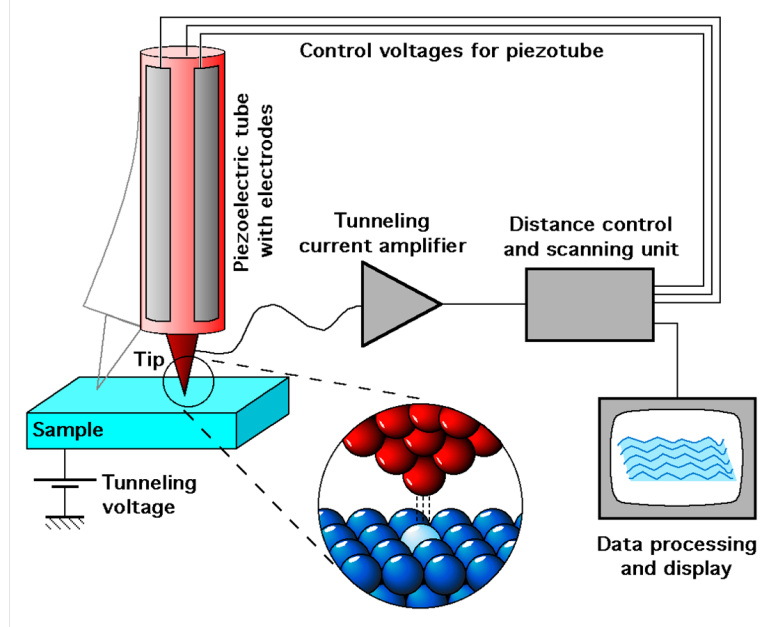 Control voltages for piezotube
Piezoelectric tube
with electrodes
Tunneling
current amplifier
Distance control
and scanning unit
Tip
Sample
Tunneling
voltage
Data processing
and display